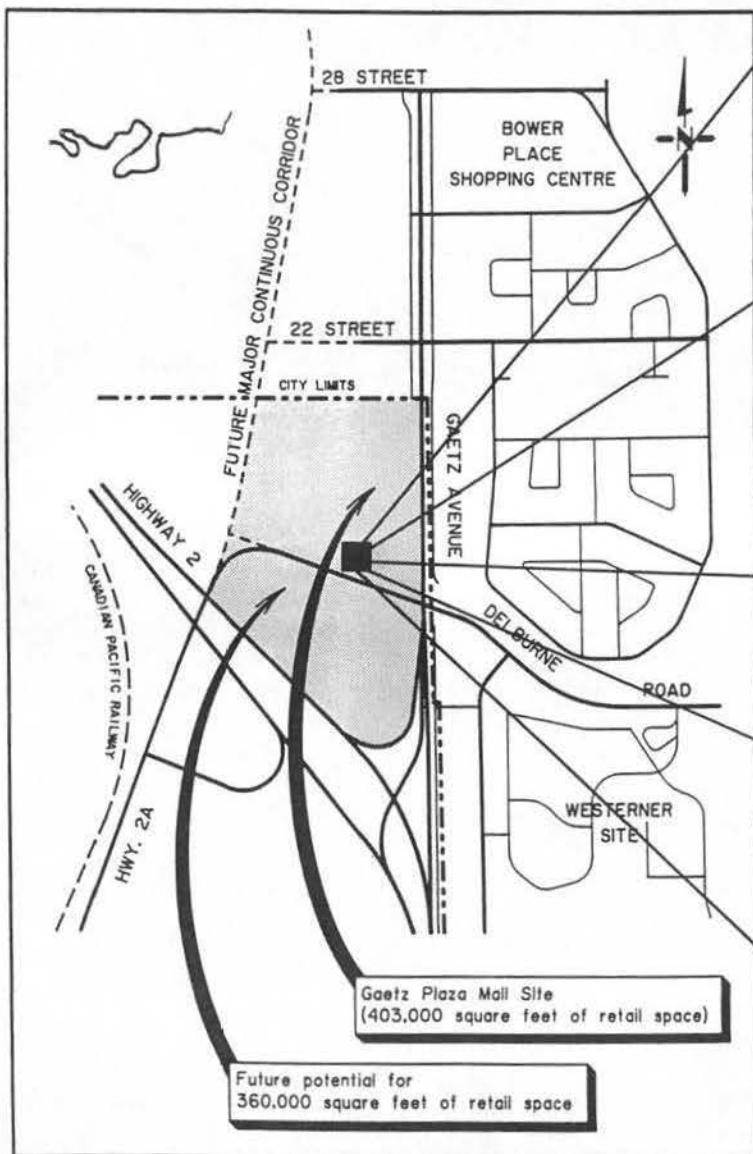 28 STREET
BOWER
PLACE
SHOPPING CENTRE
N
FUTURE MAJOR CONTINUOUS CORRIDOR
22 STREET
CITY LIMITS
GAETZ AVENUE
HIGHWAY 2
CANADIAN PACIFIC RAILWAY
DELBURNE
ROAD
HWY. 2A
WESTERNER
SITE
Gaetz Plaza Mall Site
(403,000 square feet of retail space)
Future potential for
360,000 square feet of retail space